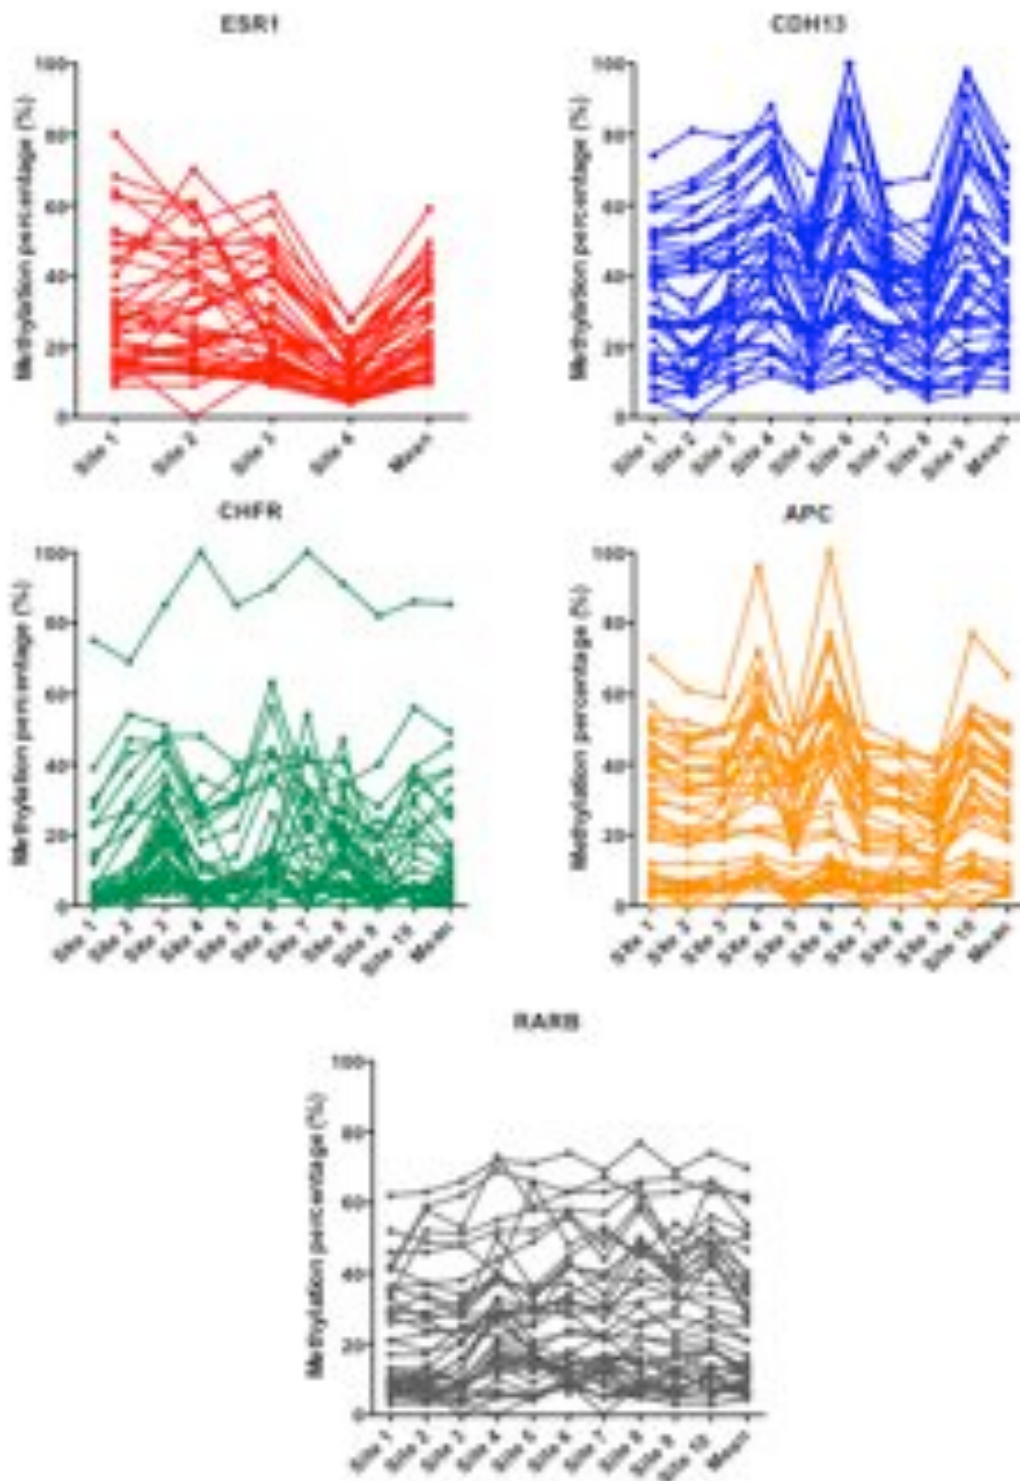 ESR1
Methylation percentage (%)
100
80
60
40
20
0
Site 1
Site 2
Site 3
Site 4
Mean
CDH13
Methylation percentage (%)
100
80
60
40
20
0
Site 1
Site 2
Site 3
Site 4
Site 5
Site 6
Site 7
Site 8
Site 9
Mean
CHFR
Methylation percentage (%)
100
80
60
40
20
0
Site 1
Site 2
Site 3
Site 4
Site 5
Site 6
Site 7
Site 8
Site 9
Site 10
Mean
APC
Methylation percentage (%)
100
80
60
40
20
0
Site 1
Site 2
Site 3
Site 4
Site 5
Site 6
Site 7
Site 8
Site 9
Site 10
Mean
RARB
Methylation percentage (%)
100
80
60
40
20
0
Site 1
Site 2
Site 3
Site 4
Site 5
Site 6
Site 7
Site 8
Site 9
Site 10
Mean